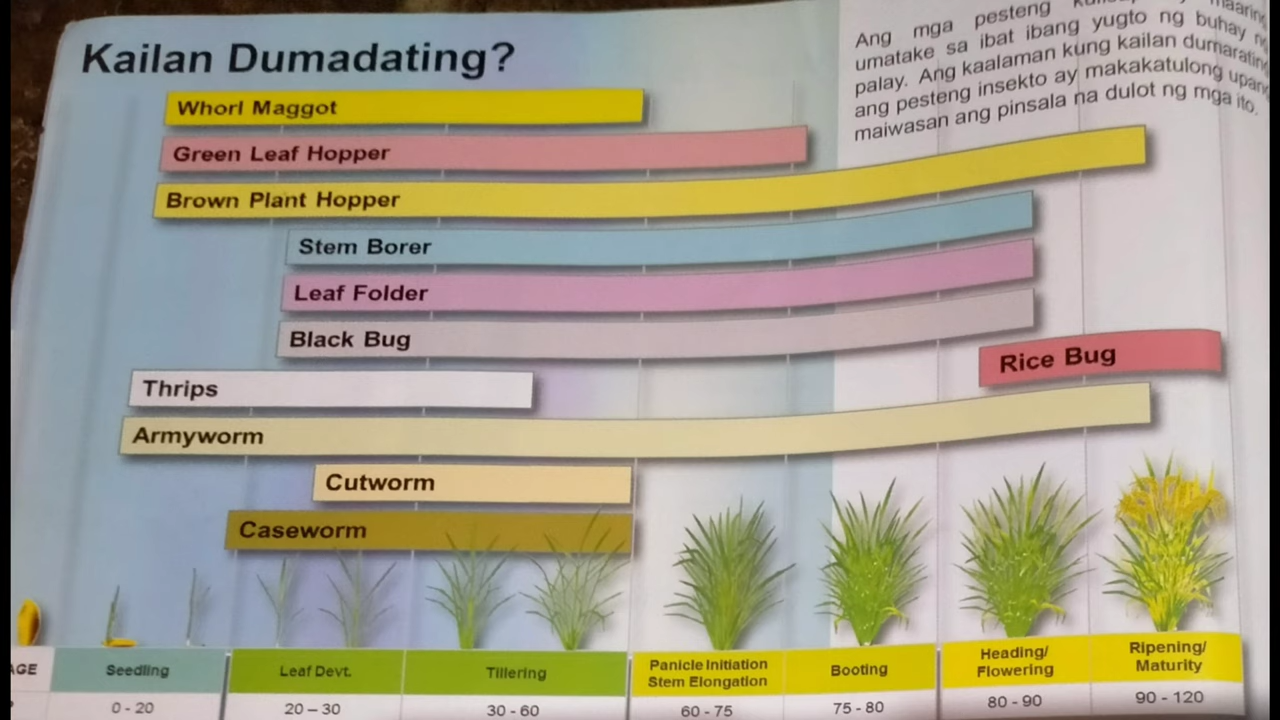 Kailan Dumadating?
Ang mga pesteng
umatake sa ibat ibang yugto ng buhay
palay. Ang kaalaman kung kailan dumarating
ang pesteng insekto ay makakatulong upang
maiwasan ang pinsala na dulot ng mga ito.
Whorl Maggot
Green Leaf Hopper
Brown Plant Hopper
Stem Borer
Leaf Folder
Black Bug
Rice Bug
Thrips
Armyworm
Cutworm
Caseworm
Seedling
Leaf Devt.
Tillering
Panicle Initiation
Stem Elongation
Booting
Heading/
Flowering
Ripening/
Maturity
0 - 20
20 – 30
30 - 60
60 - 75
75 - 80
80 - 90
90 - 120